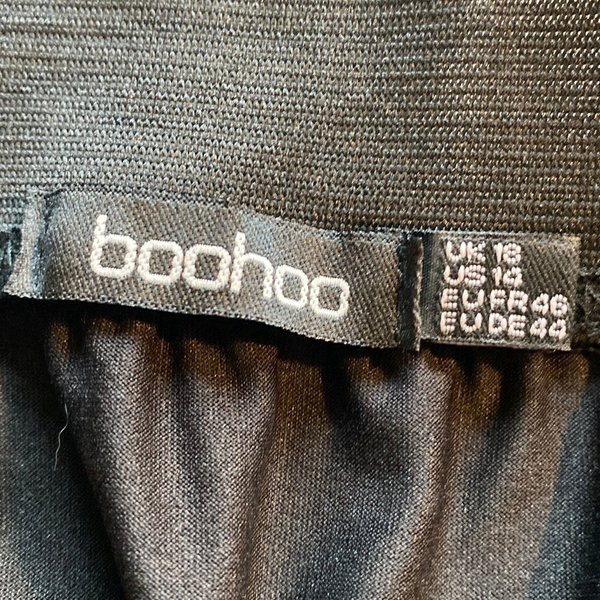 boohoo
UK 18
US 14
EU FR 46
EU DE 44